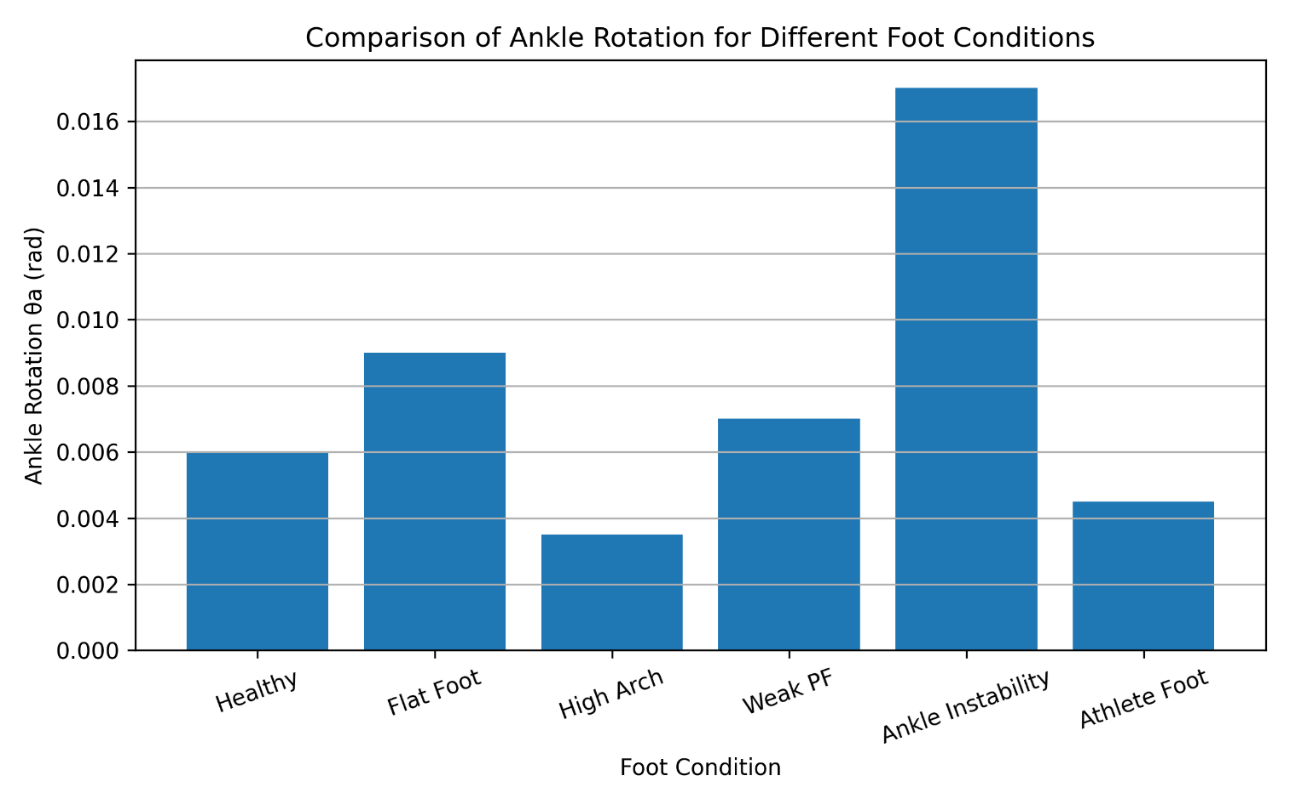 Comparison of Ankle Rotation for Different Foot Conditions
Ankle Rotation θa (rad)
0.016
0.014
0.012
0.010
0.008
0.006
0.004
0.002
0.000
Healthy
Flat Foot
High Arch
Weak PF
Ankle Instability
Athlete Foot
Foot Condition